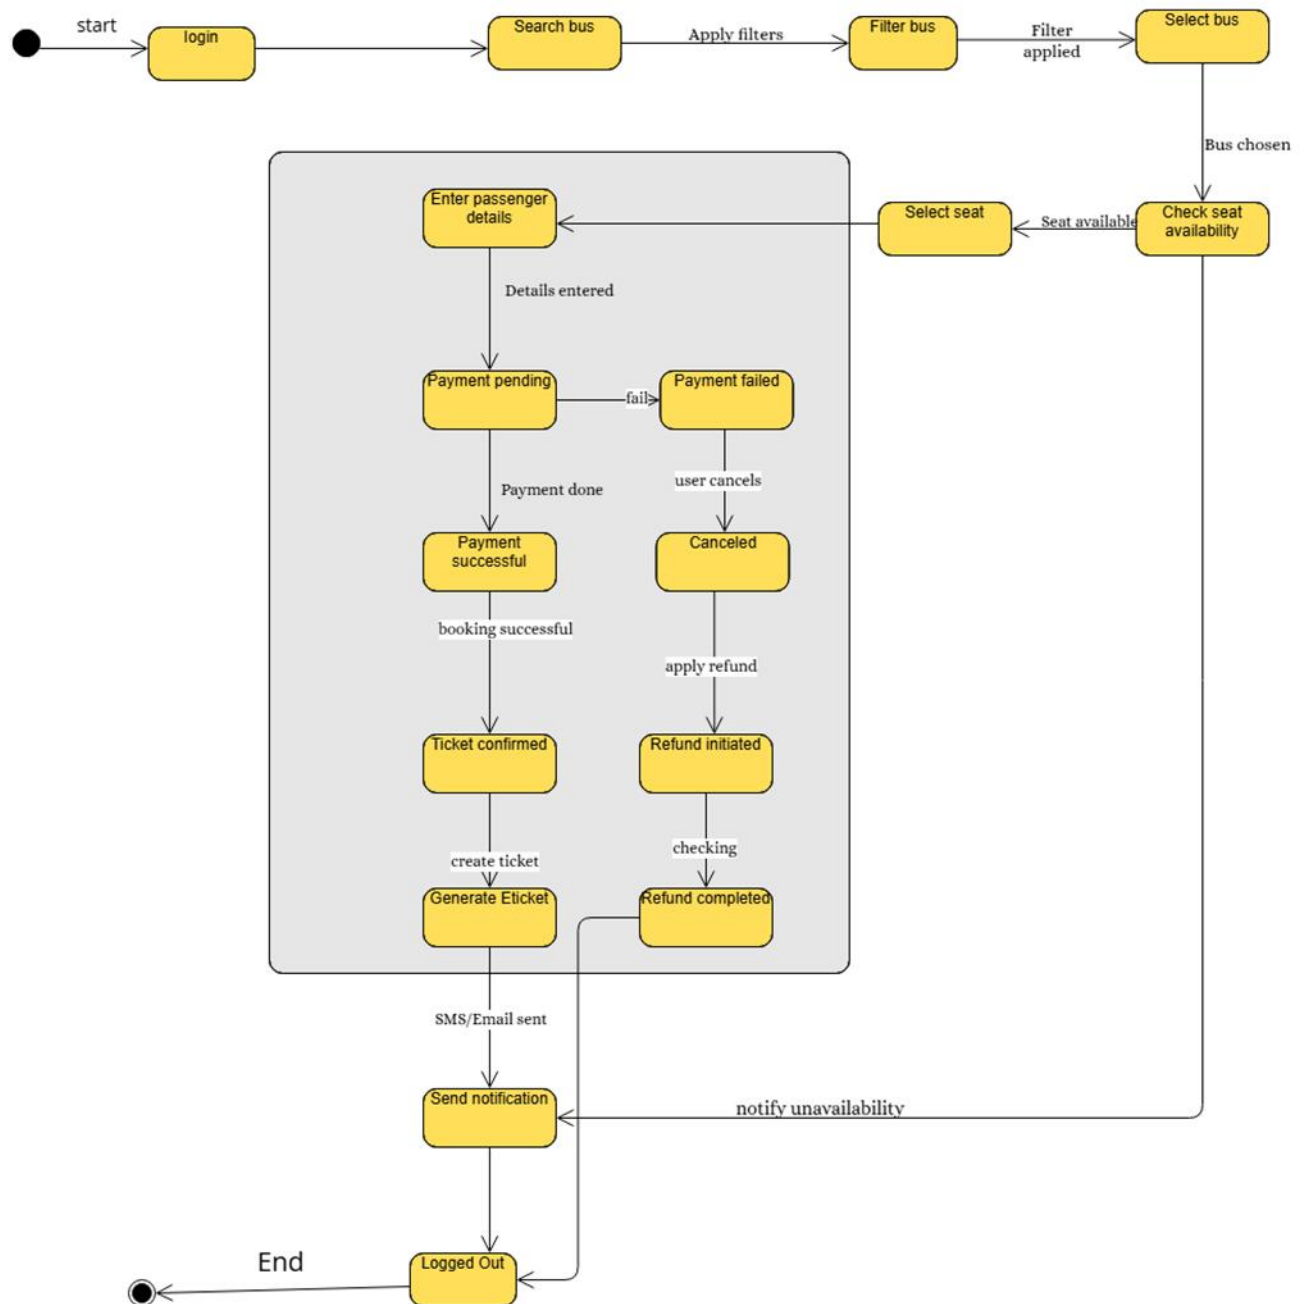 start
login
Search bus
Apply filters
Filter bus
Filter
applied
Select bus
Bus chosen
Enter passenger
details
Select seat
Seat available
Check seat
availability
Details entered
Payment pending
fail
Payment failed
user cancels
Payment done
Payment
successful
Canceled
booking successful
apply refund
Ticket confirmed
Refund initiated
checking
create ticket
Generate Eticket
Refund completed
SMS/Email sent
Send notification
notify unavailability
End
Logged Out